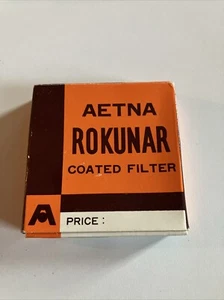 AETNA
ROKUNAR
COATED FILTER
A PRICE :